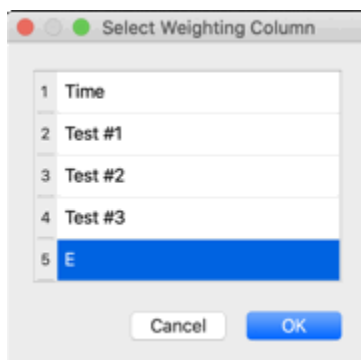 Select Weighting Column
1 Time
2 Test #1
3 Test #2
4 Test #3
5 E
Cancel OK